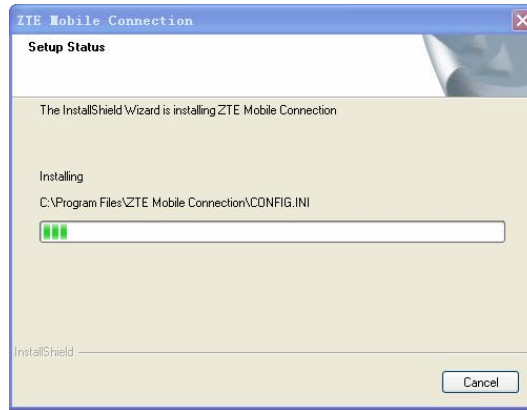 ZTE Mobile Connection
Setup Status
The InstallShield Wizard is installing ZTE Mobile Connection
Installing
C:\Program Files\ZTE Mobile Connection\CONFIG.INI
InstallShield
Cancel